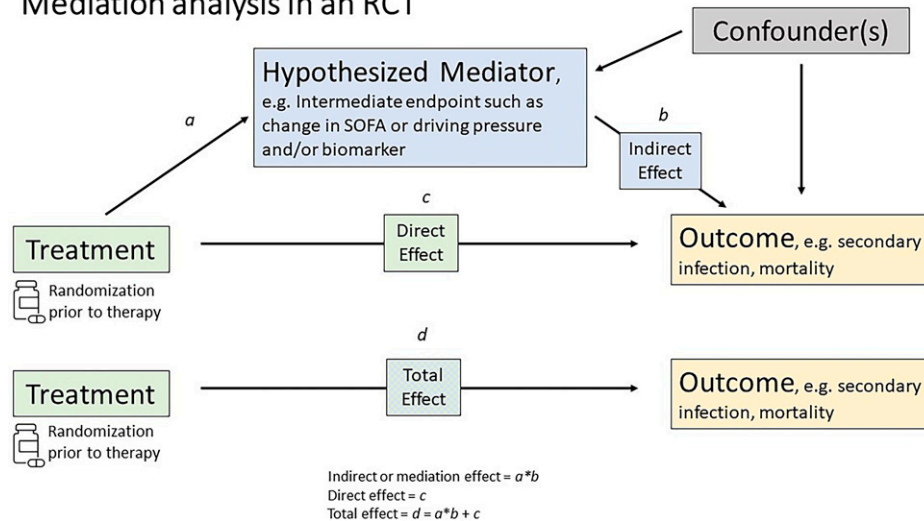 Mediation analysis in an RCT
Confounder(s)
Hypothesized Mediator,
e.g. Intermediate endpoint such as
change in SOFA or driving pressure
and/or biomarker
a
b
Indirect
Effect
c
Treatment
Direct
Effect
Outcome, e.g. secondary
infection, mortality
Randomization
prior to therapy
d
Treatment
Total
Effect
Outcome, e.g. secondary
infection, mortality
Randomization
prior to therapy
Indirect or mediation effect = a*b
Direct effect = c
Total effect = d = a*b + c